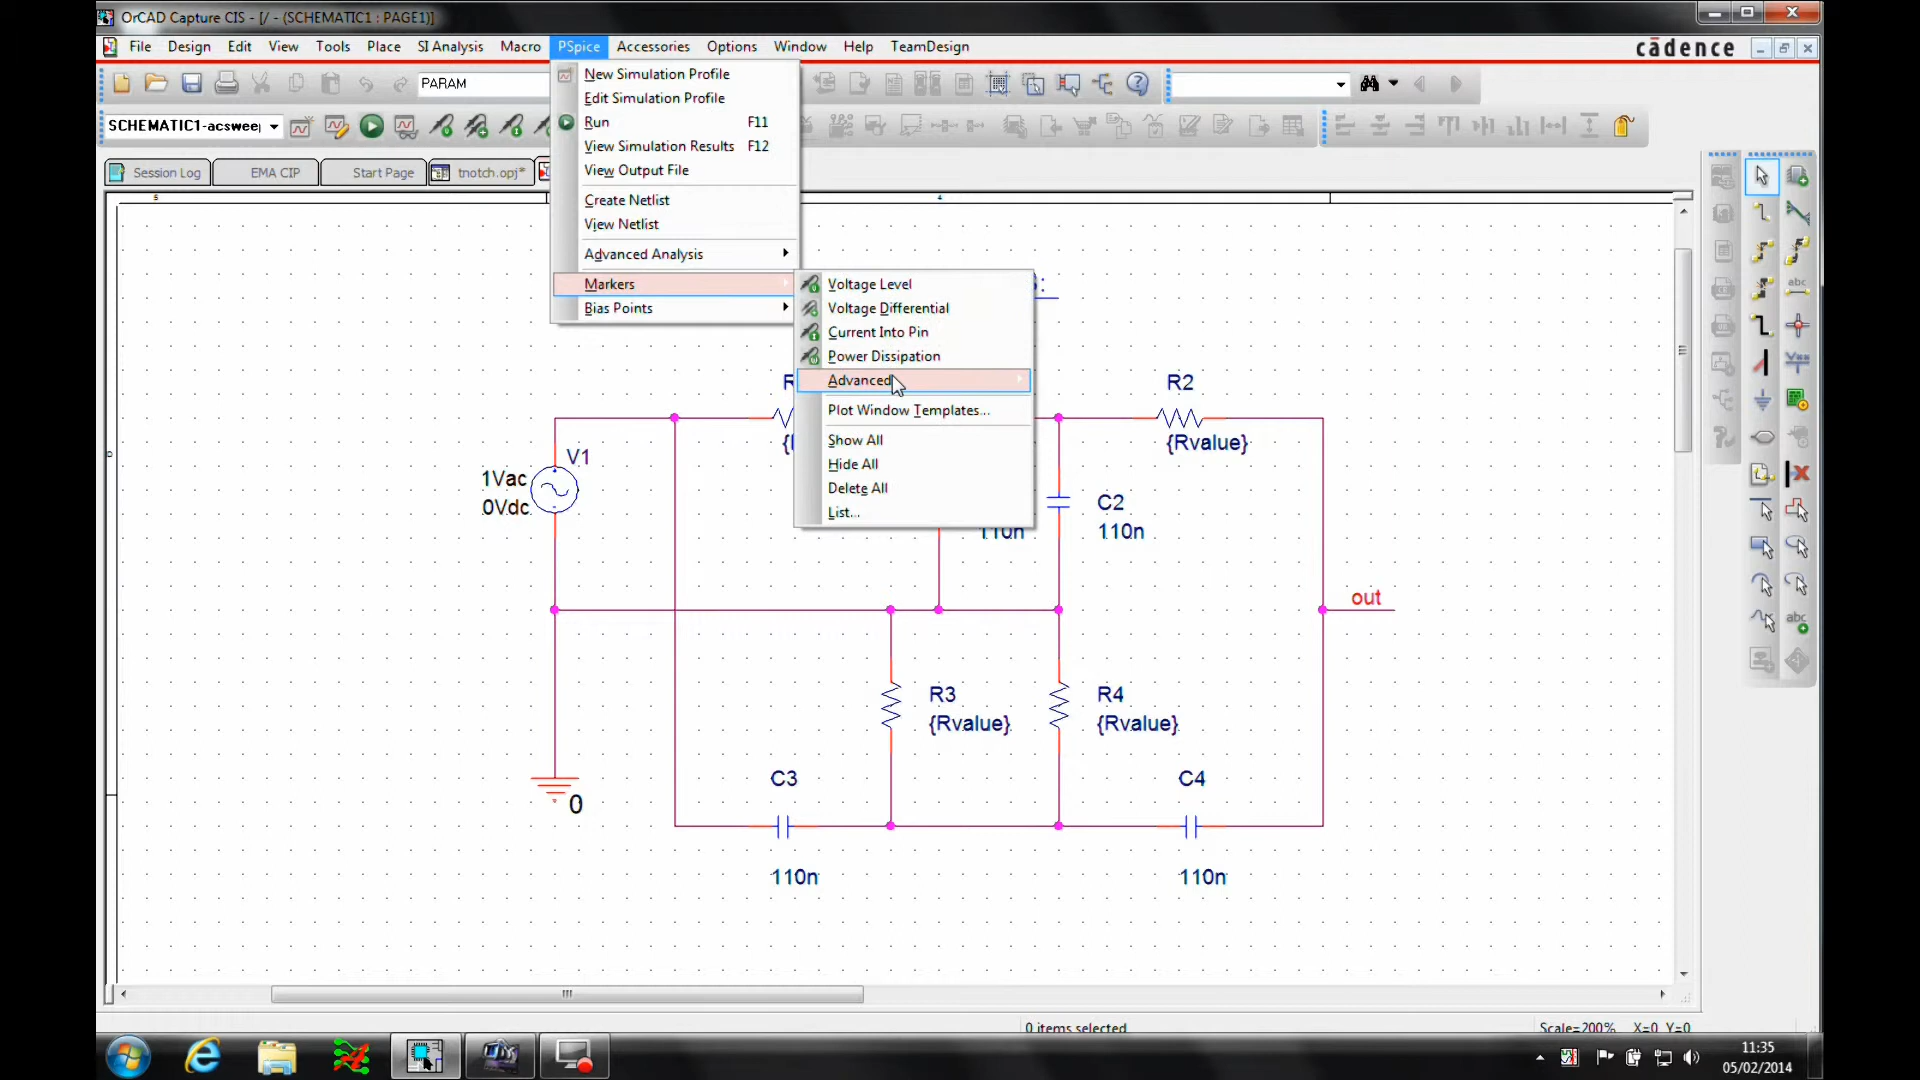 OrCAD Capture CIS - [/ - (SCHEMATIC1 : PAGE1)]
File Design Edit View Tools Place SI Analysis Macro PSpice Accessories Options Window Help TeamDesign
cādence
PARAM
SCHEMATIC1-acsweep
Session Log
EMA CIP
Start Page
tnotch.opj*
New Simulation Profile
Edit Simulation Profile
Run F11
View Simulation Results F12
View Output File
Create Netlist
View Netlist
Advanced Analysis
Markers
Bias Points
Voltage Level
Voltage Differential
Current Into Pin
Power Dissipation
Advanced
Plot Window Templates...
Show All
Hide All
Delete All
List...
5
4
R2
{Rvalue}
V1
1Vac
0Vdc
C2
110n
110n
out
R3
{Rvalue}
R4
{Rvalue}
0
C3
110n
C4
110n
0 items selected
Scale=200% X=0 Y=0
11:35
05/02/2014